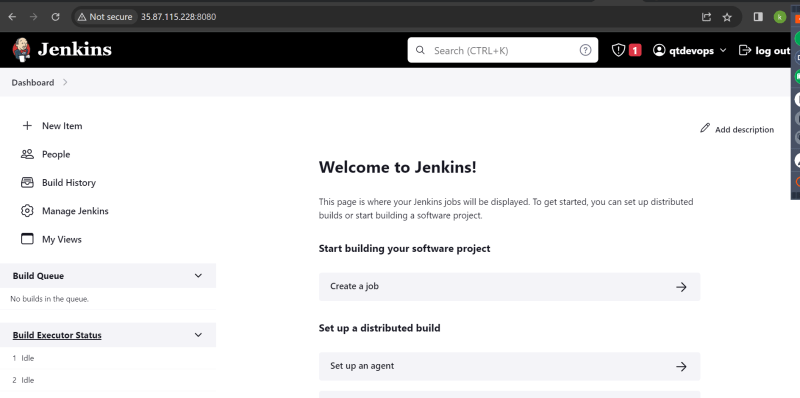 Not secure
35.87.115.228:8080
k
Jenkins
Search (CTRL+K)
1
qtdevops
log out
Dashboard
New Item
People
Build History
Manage Jenkins
My Views
Build Queue
No builds in the queue.
Build Executor Status
1 Idle
2 Idle
Add description
Welcome to Jenkins!
This page is where your Jenkins jobs will be displayed. To get started, you can set up distributed
builds or start building a software project.
Start building your software project
Create a job
Set up a distributed build
Set up an agent